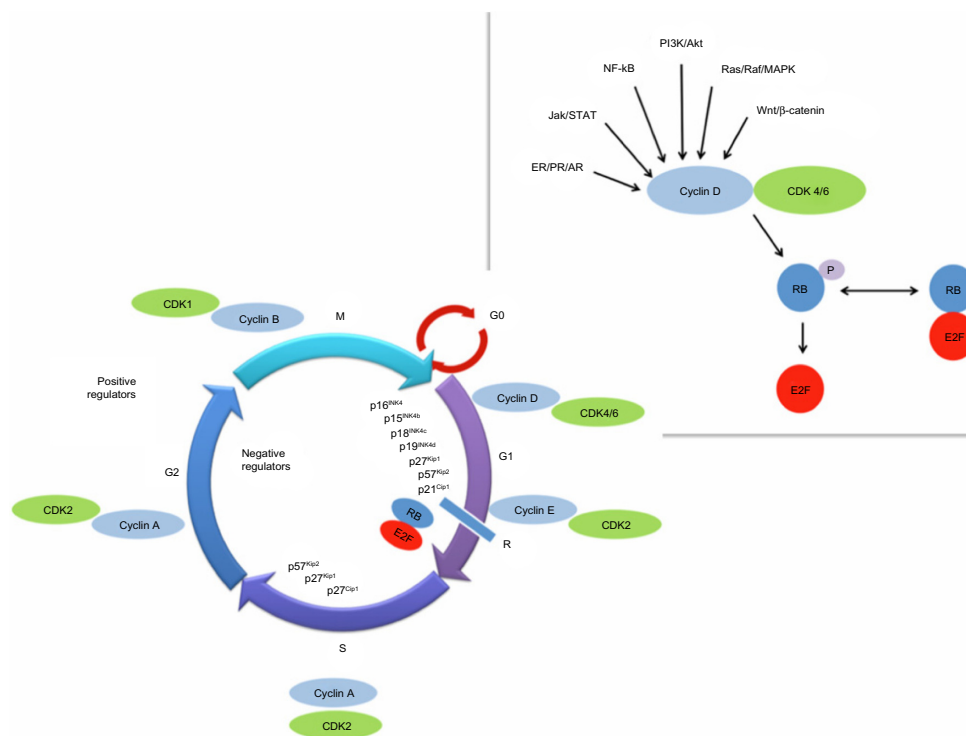 PI3K/Akt
NF-kB
Ras/Raf/MAPK
Jak/STAT
Wnt/β-catenin
ER/PR/AR
Cyclin D
CDK 4/6
P
RB
RB
E2F
E2F
CDK1
Cyclin B
M
G0
Positive
regulators
Cyclin D
CDK4/6
p16INK4
p15INK4b
p18INK4c
p19INK4d
p27Kip1
p57Kip2
p21Cip1
G1
Negative
regulators
G2
CDK2
Cyclin A
Cyclin E
CDK2
RB
E2F
R
p57Kip2
p27Kip1
p27Cip1
S
Cyclin A
CDK2